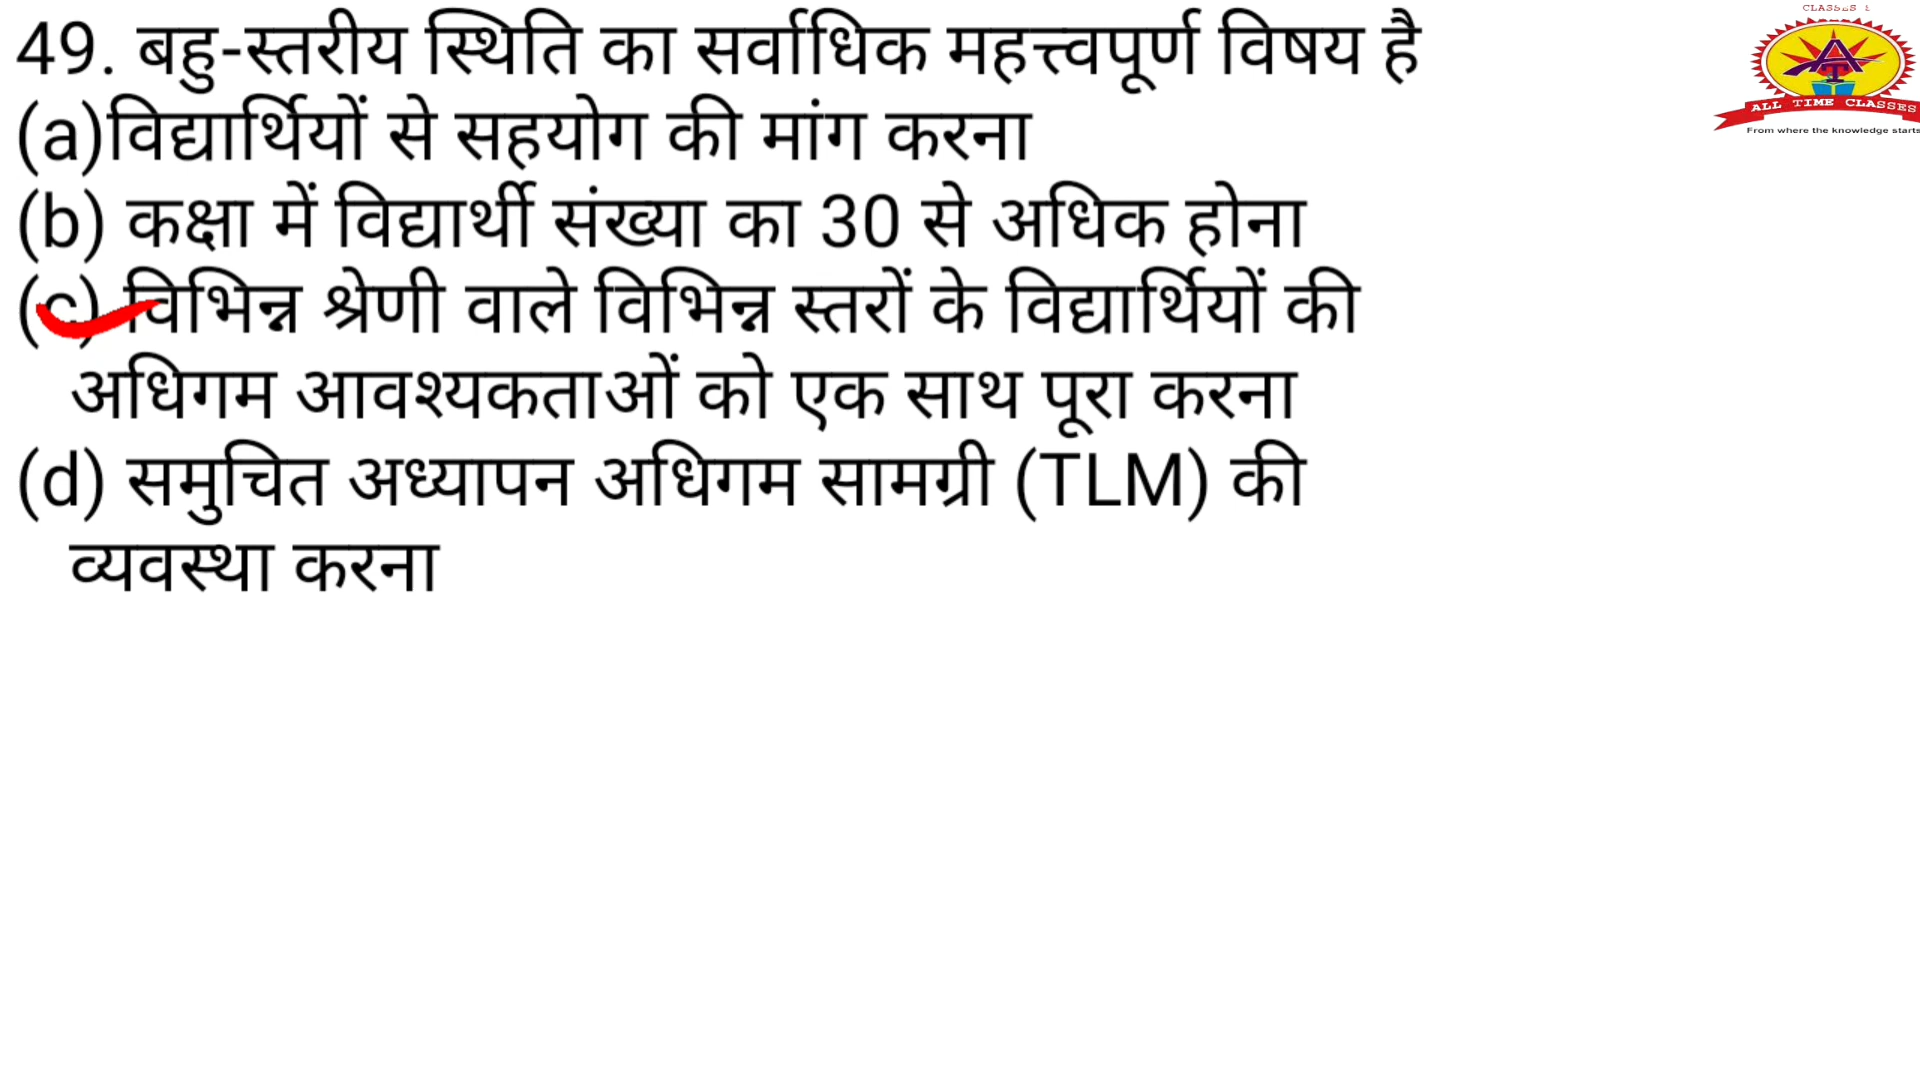 CLASSES
49. बहु-स्तरीय स्थिति का सर्वाधिक महत्त्वपूर्ण विषय है
ALL TIME CLASSES
From where the knowledge starts
(a)विद्यार्थियों से सहयोग की मांग करना
(b) कक्षा में विद्यार्थी संख्या का 30 से अधिक होना
(c) विभिन्न श्रेणी वाले विभिन्न स्तरों के विद्यार्थियों की
अधिगम आवश्यकताओं को एक साथ पूरा करना
(d) समुचित अध्यापन अधिगम सामग्री (TLM) की
व्यवस्था करना